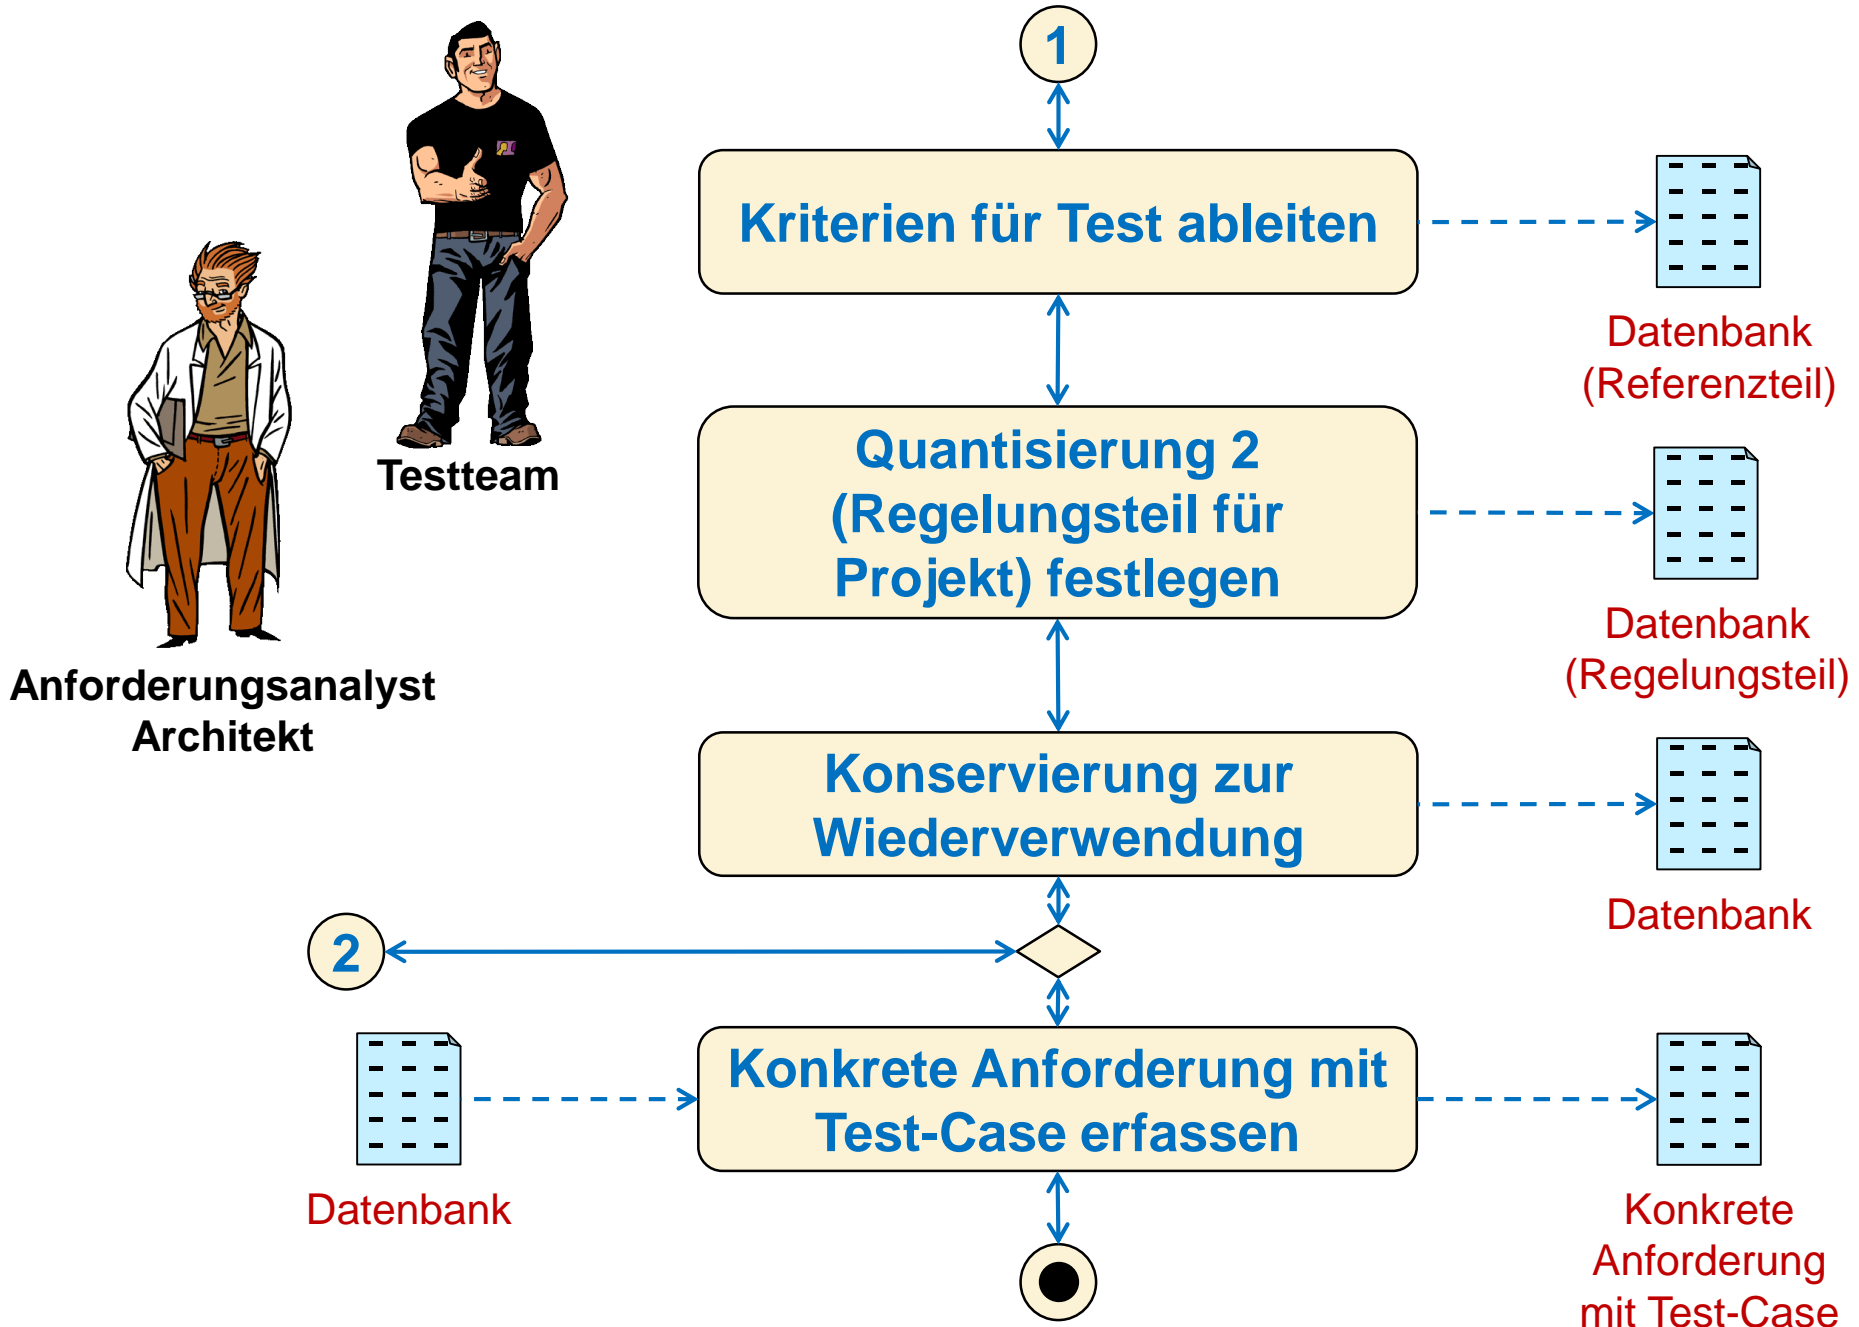 1
Kriterien für Test ableiten
Datenbank
(Referenzteil)
Testteam
Quantisierung 2
(Regelungsteil für
Projekt) festlegen
Datenbank
(Regelungsteil)
Anforderungsanalyst
Architekt
Konservierung zur
Wiederverwendung
Datenbank
2
Konkrete Anforderung mit
Test-Case erfassen
Datenbank
Konkrete
Anforderung
mit Test-Case